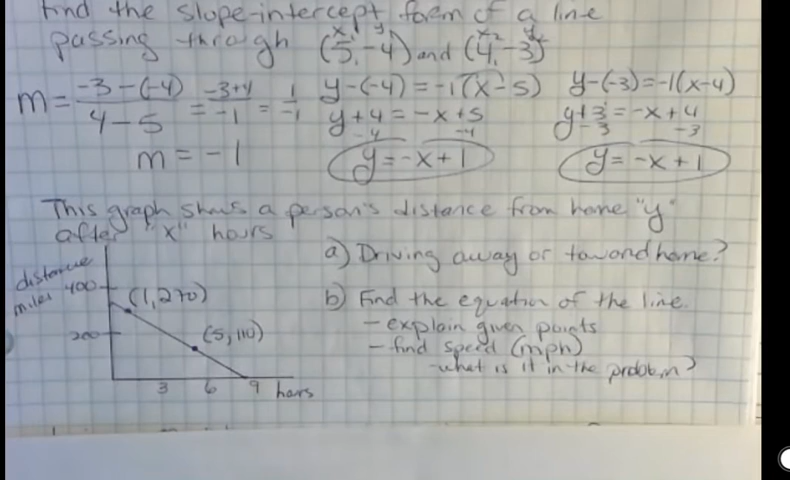 Find the slope-intercept form of a line
passing through (5, -4) and (4, -3)
x y x2 y2
m = -3 - (-4) / 4 - 5 = -3+4 / -1 = 1 / -1
m = -1
y-(-4) = -1(x-5)
y+4 = -x+5
-4 -4
y = -x+1
y-(-3) = -1(x-4)
y+3 = -x+4
-3 -3
y = -x+1
This graph shows a person's distance from home "y"
after "x" hours
distance
miles
400
200
(1,270)
(5,110)
3 6 9 hours
a) Driving away or toward home?
b) Find the equation of the line.
- explain given points
- find speed (mph)
- what is it in the problem?